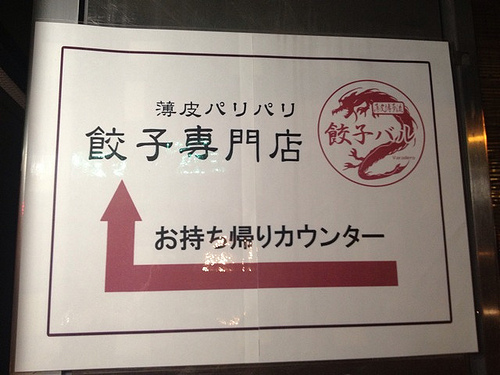 薄皮パリパリ
餃子専門店
餃子バル
お持ち帰りカウンター